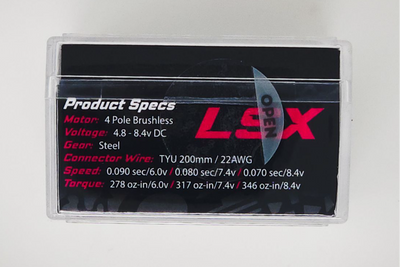 Product Specs
Motor: 4 Pole Brushless
Voltage: 4.8 - 8.4v DC
Gear: Steel
Connector Wire: TYU 200mm / 22AWG
Speed: 0.090 sec/6.0v / 0.080 sec/7.4v / 0.070 sec/8.4v
Torque: 278 oz-in/6.0v / 317 oz-in/7.4v / 346 oz-in/8.4v
LSX
OPEN